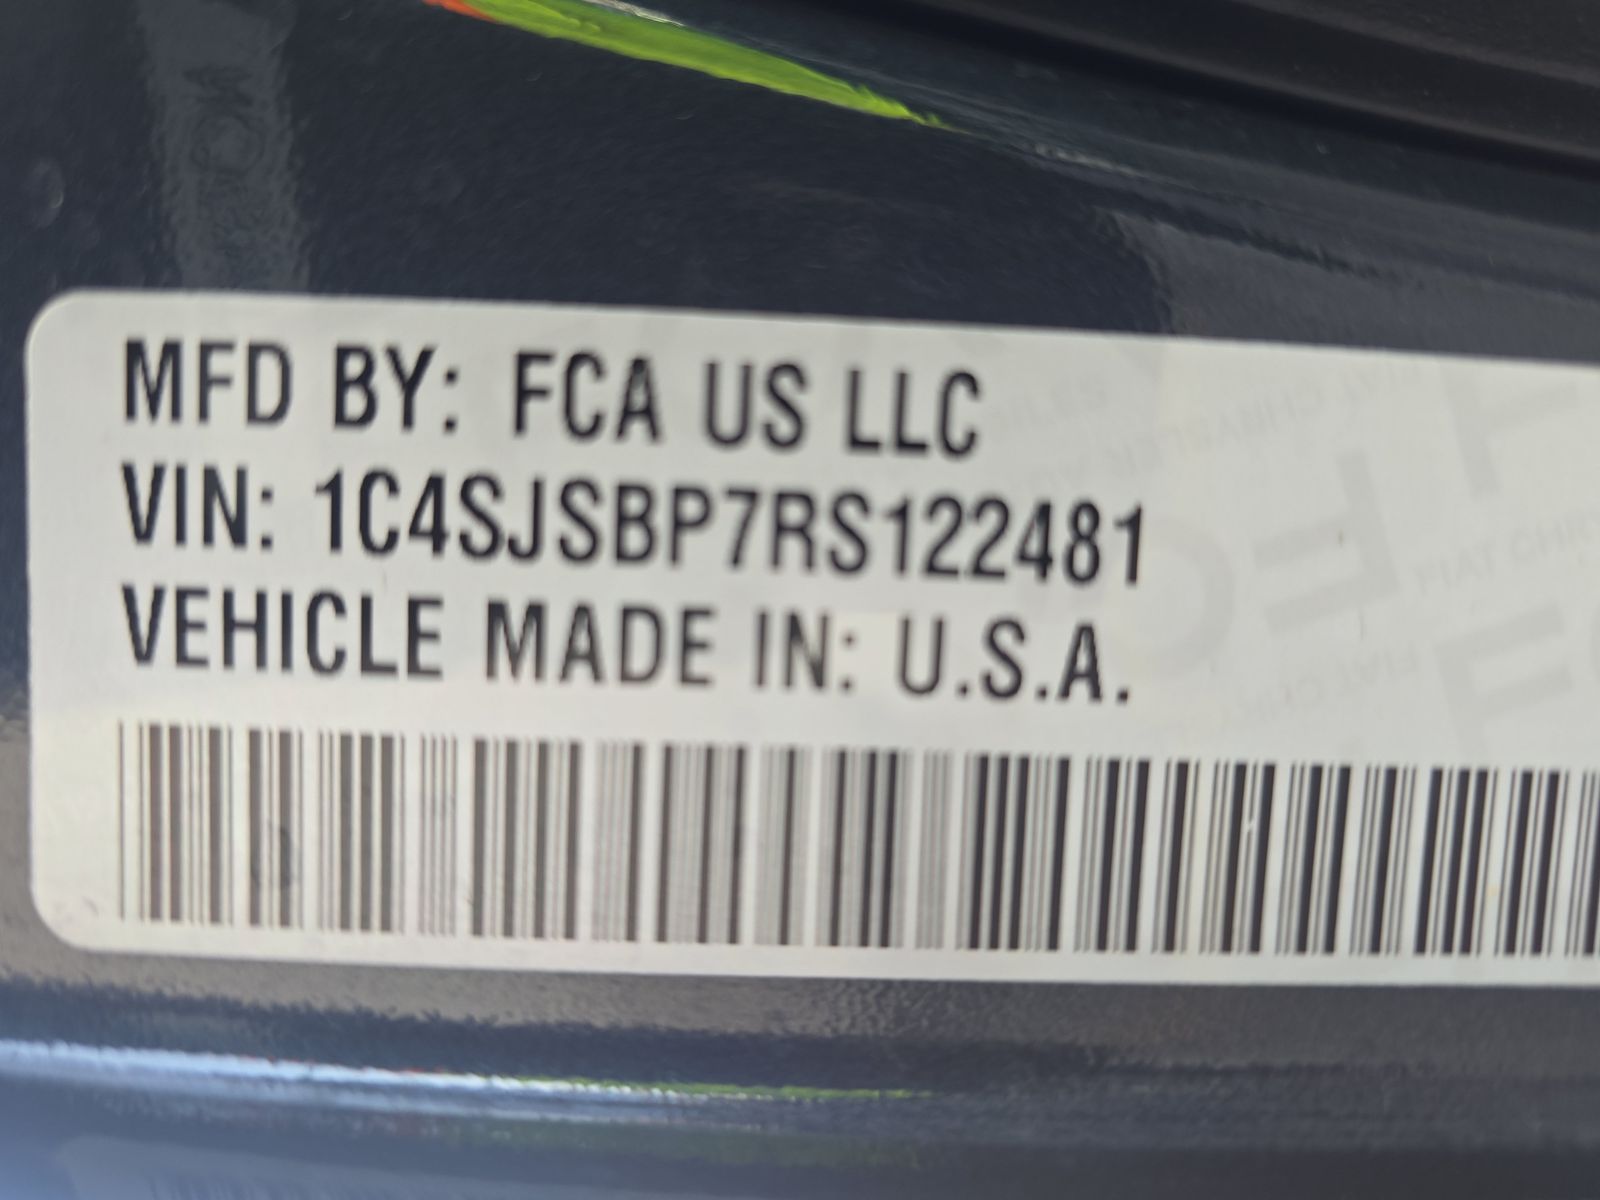 MFD BY: FCA US LLC
VIN: 1C4SJSBP7RS122481
VEHICLE MADE IN: U.S.A.